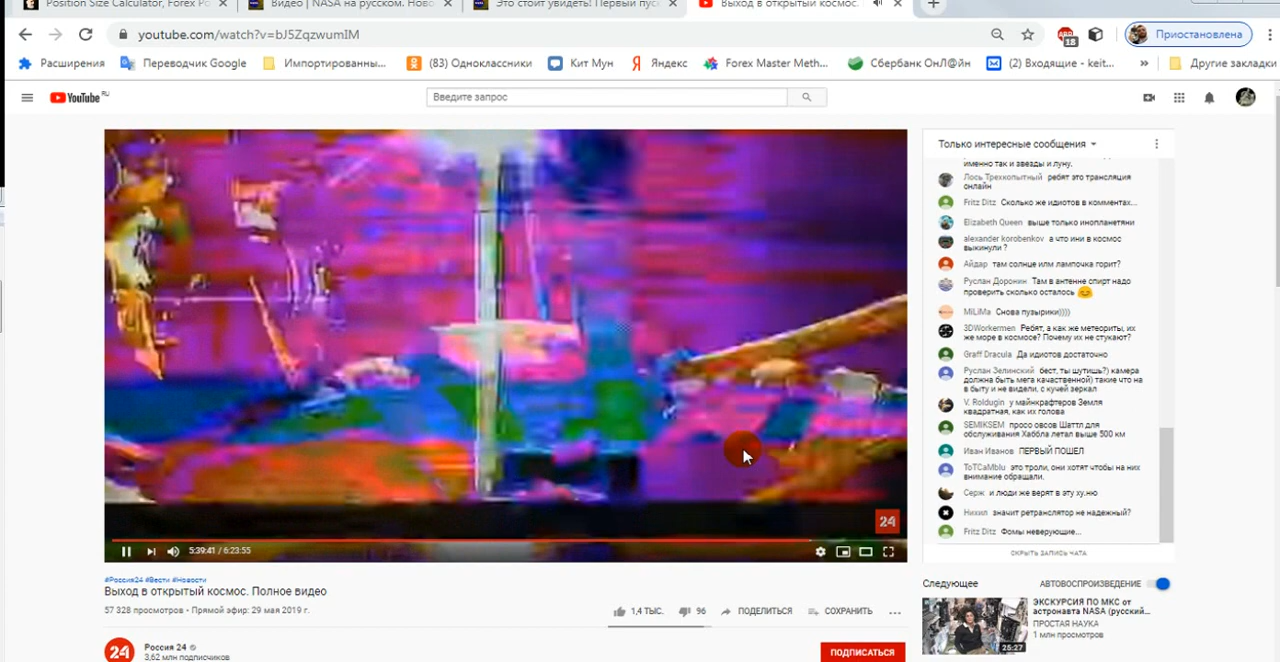 Position Size Calculator, Forex Po
Видео | NASA на русском. Ново
Это стоит увидеть! Первый пус
Выход в открытый космос.
youtube.com/watch?v=bJ5ZqzwumIM
18
Приостановлена
Расширения
Переводчик Google
Импортированны...
(83) Одноклассники
Кит Мун
Яндекс
Forex Master Meth...
Сбербанк ОнЛ@йн
(2) Входящие - keit...
Другие закладки
YouTube RU
Введите запрос
Только интересные сообщения
именно так и звезды и луну.
Лось Трехкопытный ребят это трансляция
онлайн
Fritz Ditz Сколько же идиотов в комментах...
Elizabeth Queen выше только инопланетяни
alexander korobenkov а что ини в космос
выкинули ?
Айдар там солнце илм лампочка горит?
Руслан Доронин Там в антенне спирт надо
проверить сколько осталось
MiLiMa Снова пузырики))))
3DWorkermen Ребят, а как же метеориты, их
же море в космосе? Почему их не стукают?
Graff Dracula Да идиотов достаточно
Руслан Зелинский бест, ты шутишь?) камера
должна быть мега качаственной) такие что на
в быту и не видели, с кучей зеркал
V. Roldugin у майнкрафтеров Земля
квадратная, как их голова
SEMIKSEM просо овсов Шаттл для
обслуживания Хаббла летал выше 500 км
Иван Иванов ПЕРВЫЙ ПОШЕЛ
ToTCaMblu это троли, они хотят чтобы на них
внимание обращали.
Серж и люди же верят в эту ху.ню
Нихил значит ретранслятор не надежный?
Fritz Ditz Фомы неверующие...
СКРЫТЬ ЗАПИСЬ ЧАТА
24
5:39:41 / 6:23:55
#Россия24 #Вести #Новости
Выход в открытый космос. Полное видео
57 328 просмотров • Прямой эфир: 29 мая 2019 г.
1,4 ТЫС.
96
ПОДЕЛИТЬСЯ
СОХРАНИТЬ
24
Россия 24
3,62 млн подписчиков
ПОДПИСАТЬСЯ
Следующее
АВТОВОСПРОИЗВЕДЕНИЕ
ЭКСКУРСИЯ ПО МКС от
астронавта NASA (русский...
ПРОСТАЯ НАУКА
1 млн просмотров
25:27